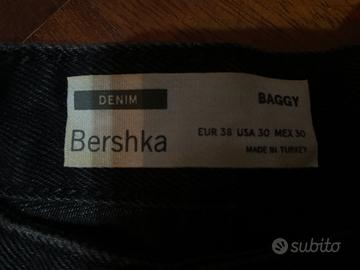 DENIM
BAGGY
Bershka
EUR 38 USA 30 MEX 30
MADE IN TURKEY
subito